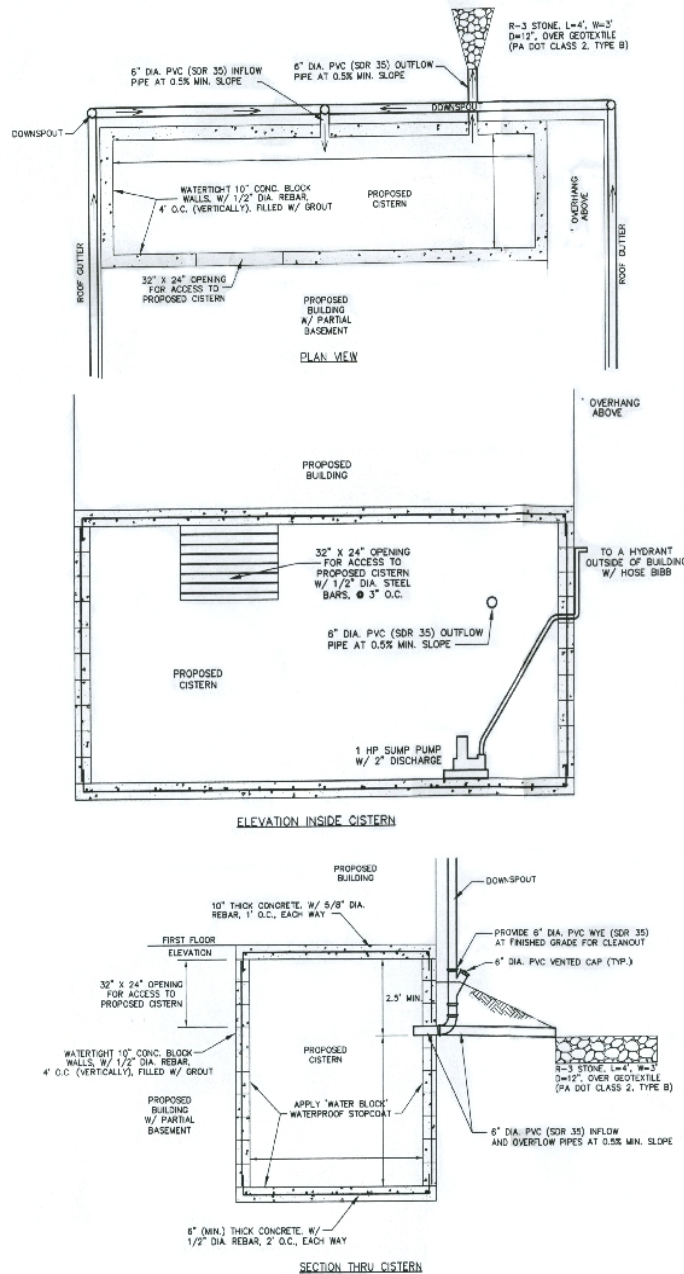 R-3 STONE, L=4', W=3'
D=12", OVER GEOTEXTILE
(PA DOT CLASS 2, TYPE B)
6" DIA. PVC (SDR 35) INFLOW
PIPE AT 0.5% MIN. SLOPE
6" DIA. PVC (SDR 35) OUTFLOW
PIPE AT 0.5% MIN. SLOPE
DOWNSPOUT
DOWNSPOUT
WATERTIGHT 10" CONC. BLOCK
WALLS, W/ 1/2" DIA. REBAR,
4' O.C. (VERTICALLY), FILLED W/ GROUT
PROPOSED
CISTERN
OVERHANG
ABOVE
ROOF GUTTER
ROOF GUTTER
32" X 24" OPENING
FOR ACCESS TO
PROPOSED CISTERN
PROPOSED
BUILDING
W/ PARTIAL
BASEMENT
PLAN VIEW
OVERHANG
ABOVE
PROPOSED
BUILDING
32" X 24" OPENING
FOR ACCESS TO
PROPOSED CISTERN
W/ 1/2" DIA. STEEL
BARS, @ 3" O.C.
TO A HYDRANT
OUTSIDE OF BUILDING
W/ HOSE BIBB
6" DIA. PVC (SDR 35) OUTFLOW
PIPE AT 0.5% MIN. SLOPE
PROPOSED
CISTERN
1 HP SUMP PUMP
W/ 2" DISCHARGE
ELEVATION INSIDE CISTERN
PROPOSED
BUILDING
DOWNSPOUT
10" THICK CONCRETE, W/ 5/8" DIA.
REBAR, 1' O.C., EACH WAY
PROVIDE 6" DIA. PVC WYE (SDR 35)
AT FINISHED GRADE FOR CLEANOUT
6" DIA. PVC VENTED CAP (TYP.)
FIRST FLOOR
ELEVATION
32" X 24" OPENING
FOR ACCESS TO
PROPOSED CISTERN
2.5' MIN.
WATERTIGHT 10" CONC. BLOCK
WALLS, W/ 1/2" DIA. REBAR,
4' O.C (VERTICALLY), FILLED W/ GROUT
PROPOSED
CISTERN
R-3 STONE, L=4', W=3'
D=12", OVER GEOTEXTILE
(PA DOT CLASS 2, TYPE B)
PROPOSED
BUILDING
W/ PARTIAL
BASEMENT
APPLY 'WATER BLOCK'
WATERPROOF STOPCOAT
6" DIA. PVC (SDR 35) INFLOW
AND OVERFLOW PIPES AT 0.5% MIN. SLOPE
6" (MIN.) THICK CONCRETE, W/
1/2" DIA. REBAR, 2' O.C., EACH WAY
SECTION THRU CISTERN